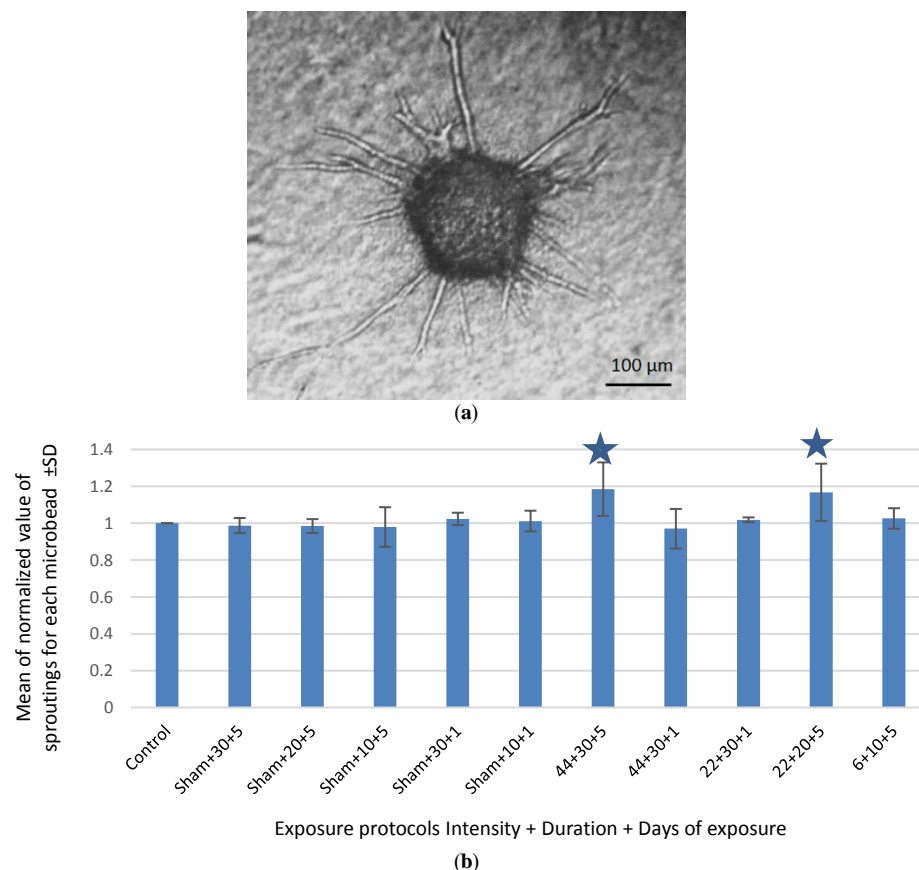 100 µm
(a)
Mean of normalized value of
sproutings for each microbead ±SD
1.4
1.2
1
0.8
0.6
0.4
0.2
0
Control
Sham+30+5
Sham+20+5
Sham+10+5
Sham+30+1
Sham+10+1
44+30+5
44+30+1
22+30+1
22+20+5
6+10+5
Exposure protocols Intensity + Duration + Days of exposure
(b)